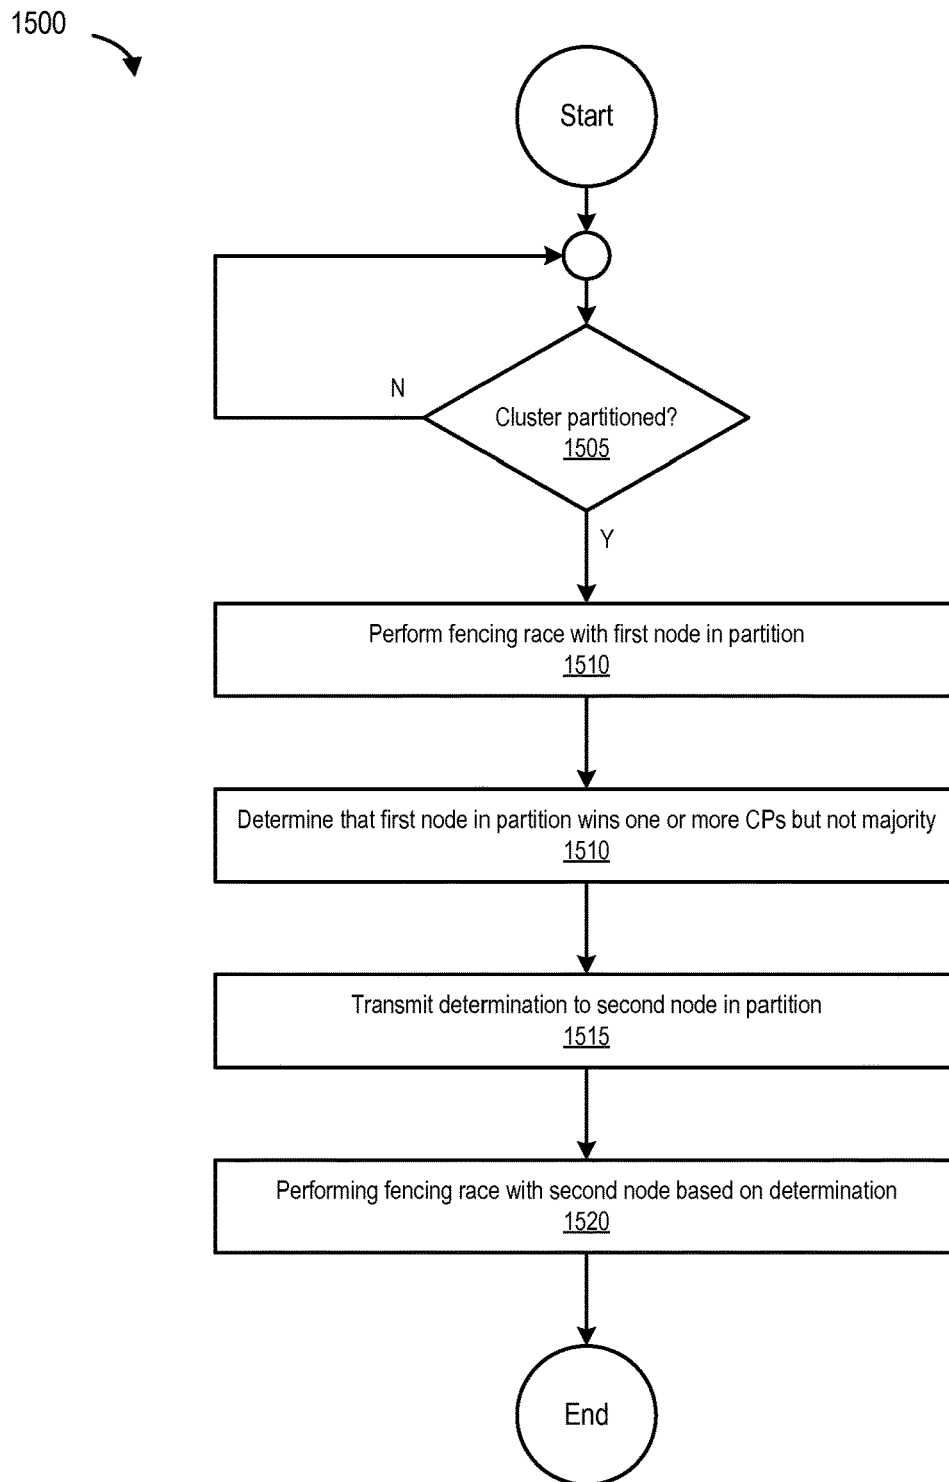 1500
Start
Cluster partitioned?
1505
N
Y
Perform fencing race with first node in partition
1510
Determine that first node in partition wins one or more CPs but not majority
1510
Transmit determination to second node in partition
1515
Performing fencing race with second node based on determination
1520
End